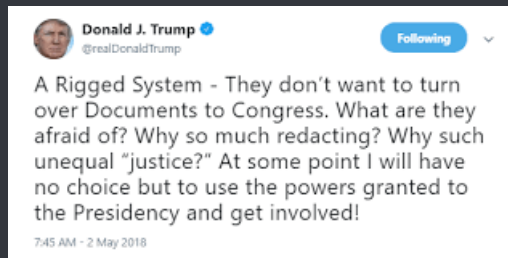 Donald J. Trump
@realDonaldTrump
Following
A Rigged System - They don't want to turn
over Documents to Congress. What are they
afraid of? Why so much redacting? Why such
unequal "justice?" At some point I will have
no choice but to use the powers granted to
the Presidency and get involved!
7:45 AM - 2 May 2018